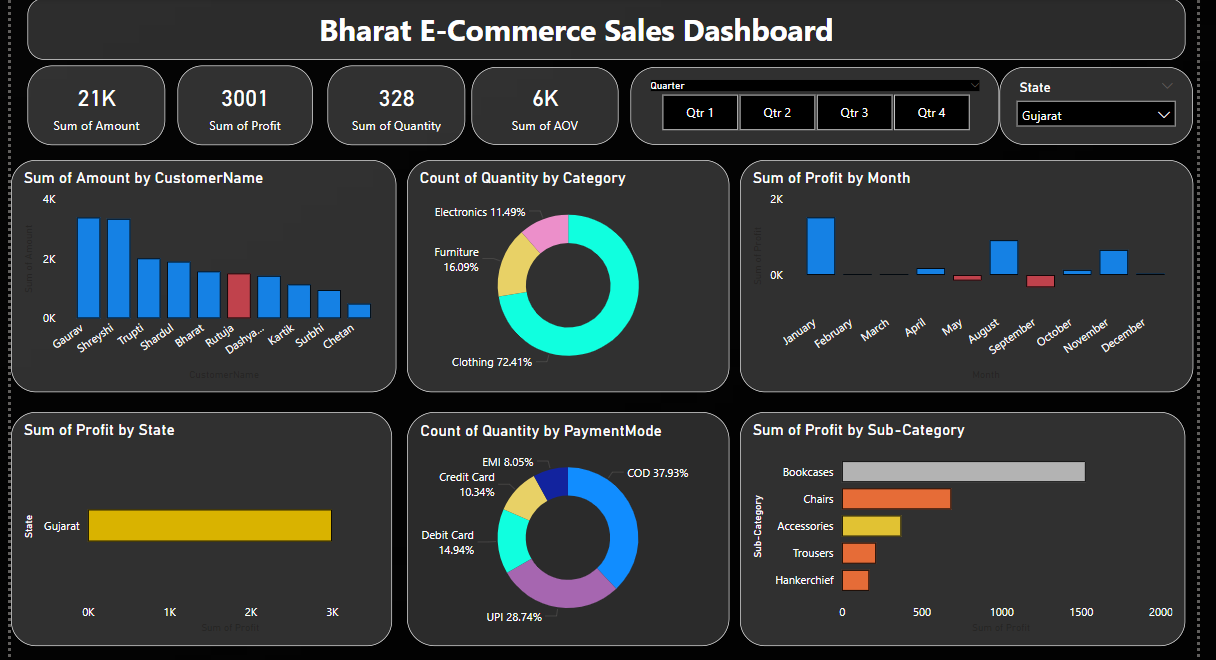 Bharat E-Commerce Sales Dashboard
21K
Sum of Amount
3001
Sum of Profit
328
Sum of Quantity
6K
Sum of AOV
Quarter
Qtr 1
Qtr 2
Qtr 3
Qtr 4
State
Gujarat
Sum of Amount by CustomerName
4K
2K
0K
Sum of Amount
Gaurav
Shreyshi
Trupti
Shardul
Bharat
Rutuja
Dashya...
Kartik
Surbhi
Chetan
Customer Name
Count of Quantity by Category
Electronics 11.49%
Furniture
16.09%
Clothing 72.41%
Sum of Profit by Month
2K
0K
Sum of Profit
January
February
March
April
May
August
September
October
November
December
Month
Sum of Profit by State
State
Gujarat
0K
1K
2K
3K
Sum of Profit
Count of Quantity by PaymentMode
EMI 8.05%
Credit Card
10.34%
Debit Card
14.94%
UPI 28.74%
COD 37.93%
Sum of Profit by Sub-Category
Sub-Category
Bookcases
Chairs
Accessories
Trousers
Hankerchief
0
500
1000
1500
2000
Sum of Profit